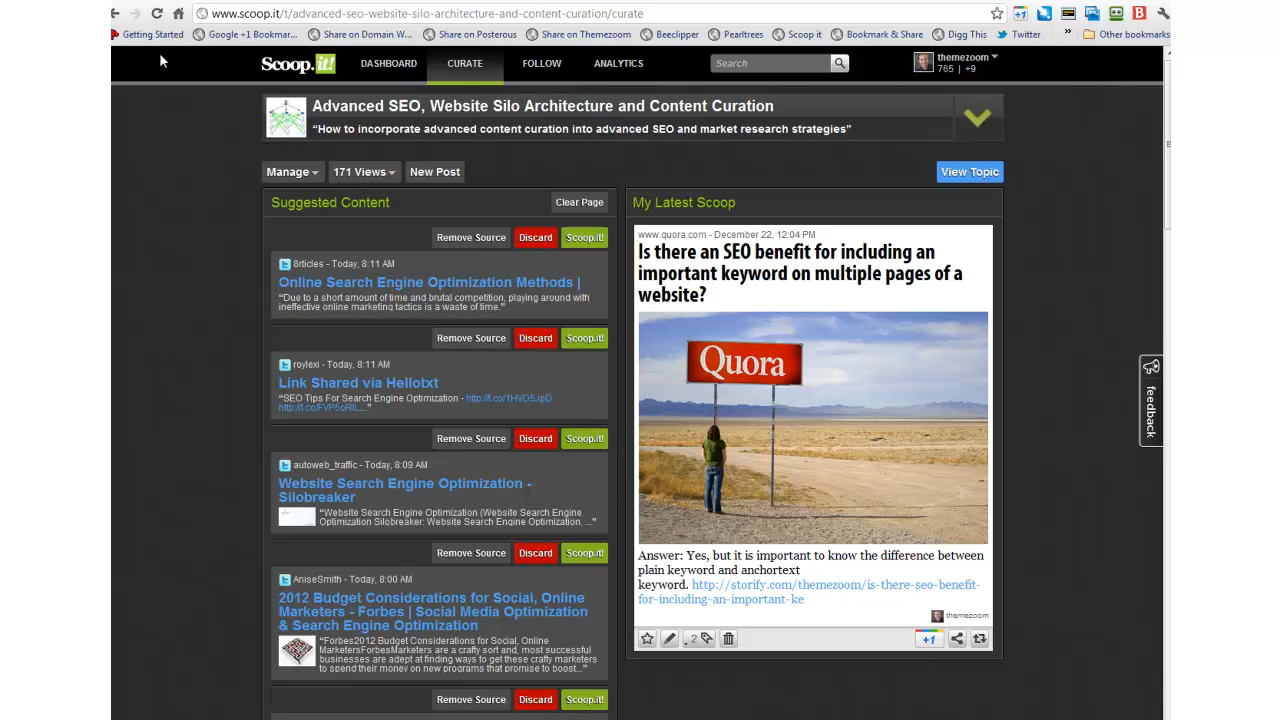 www.scoop.it/t/advanced-seo-website-silo-architecture-and-content-curation/curate
Getting Started Google +1 Bookmar... Share on Domain W... Share on Posterous Share on Themezoom Beeclipper Pearltrees Scoop it Bookmark & Share Digg This Twitter » Other bookmarks
Scoop.it! DASHBOARD CURATE FOLLOW ANALYTICS Search themezoom
765 | +9
Advanced SEO, Website Silo Architecture and Content Curation
“How to incorporate advanced content curation into advanced SEO and market research strategies”
Manage 171 Views New Post View Topic
Suggested Content Clear Page
Remove Source Discard Scoop.it!
8rticles - Today, 8:11 AM
Online Search Engine Optimization Methods |
“Due to a short amount of time and brutal competition, playing around with
ineffective online marketing tactics is a waste of time.”
Remove Source Discard Scoop.it!
roylexi - Today, 8:11 AM
Link Shared via Hellotxt
“SEO Tips For Search Engine Optimization - http://t.co/1HVD5JpD
http://t.co/FVP5oRIL...”
Remove Source Discard Scoop.it!
autoweb_traffic - Today, 8:09 AM
Website Search Engine Optimization -
Silobreaker
“Website Search Engine Optimization (Website Search Engine
Optimization Silobreaker: Website Search Engine Optimization. ...”
Remove Source Discard Scoop.it!
AniseSmith - Today, 8:00 AM
2012 Budget Considerations for Social, Online
Marketers - Forbes | Social Media Optimization
& Search Engine Optimization
“Forbes2012 Budget Considerations for Social, Online
MarketersForbesMarketers are a crafty sort and, most successful
businesses are adept at finding ways to get these crafty marketers
to spend their money on new programs that promise to boost...”
Remove Source Discard Scoop.it!
My Latest Scoop
www.quora.com - December 22, 12:04 PM
Is there an SEO benefit for including an
important keyword on multiple pages of a
website?
Quora
Answer: Yes, but it is important to know the difference between
plain keyword and anchortext
keyword. http://storify.com/themezoom/is-there-seo-benefit-
for-including-an-important-ke
themezoom
2 +1
feedback